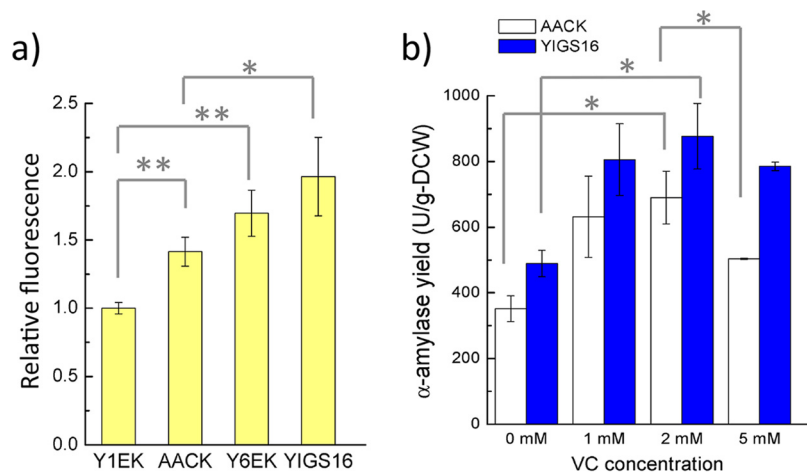 a)
Relative fluorescence
2.5
2.0
1.5
1.0
0.5
0.0
**
**
*
Y1EK AACK Y6EK YIGS16
b)
AACK
YIGS16
α-amylase yield (U/g-DCW)
1000
800
600
400
200
0
*
*
*
0 mM 1 mM 2 mM 5 mM
VC concentration